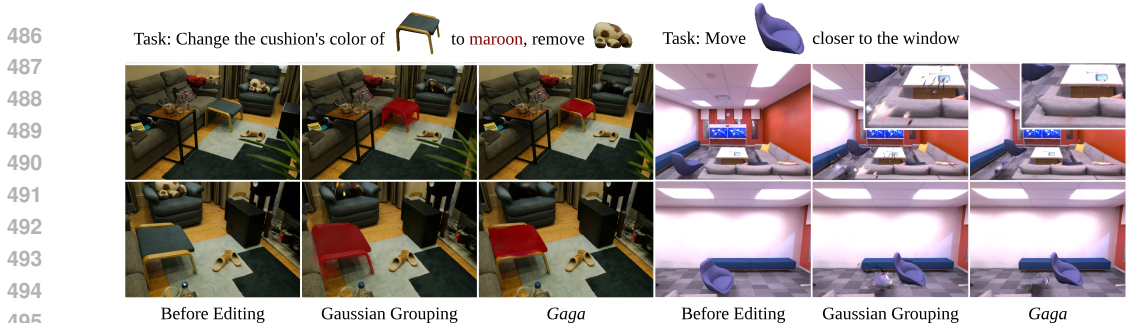 Task: Change the cushion's color of to maroon, remove
Task: Move closer to the window
486
487
488
489
490
491
492
493
494
495
Before Editing
Gaussian Grouping
Gaga
Before Editing
Gaussian Grouping
Gaga